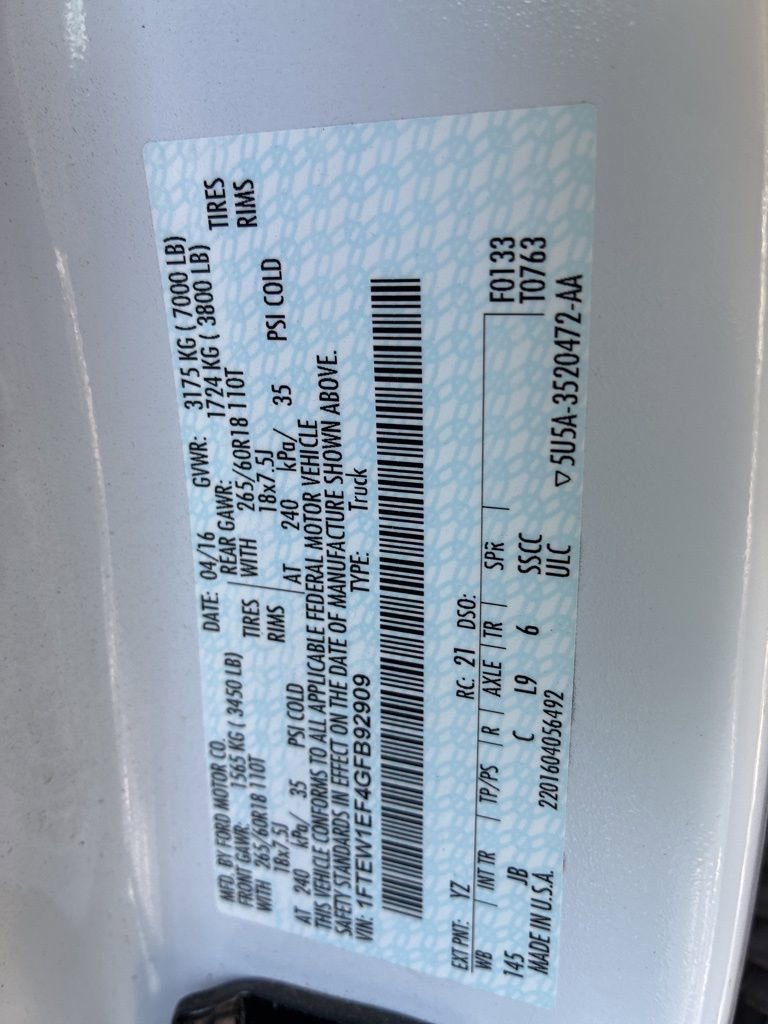 MFD. BY FORD MOTOR CO.
DATE: 04/16 GVWR: 3175 KG ( 7000 LB)
FRONT GAWR: 1565 KG ( 3450 LB) REAR GAWR: 1724 KG ( 3800 LB)
WITH 265/60R18 110T TIRES WITH 265/60R18 110T TIRES
18x7.5J RIMS 18x7.5J RIMS
AT 240 kPa/ 35 PSI COLD AT 240 kPa/ 35 PSI COLD
THIS VEHICLE CONFORMS TO ALL APPLICABLE FEDERAL MOTOR VEHICLE
SAFETY STANDARDS IN EFFECT ON THE DATE OF MANUFACTURE SHOWN ABOVE.
VIN: 1FTEW1EF4GFB92909 TYPE: Truck
EXT PNT: YZ RC: 21 DSO: F0133
WB INT TR TP/PS R AXLE TR SPR T0763
145 JB C L9 6 SSCC
MADE IN U.S.A. 2201604056492 ULC ▽5U5A-3520472-AA